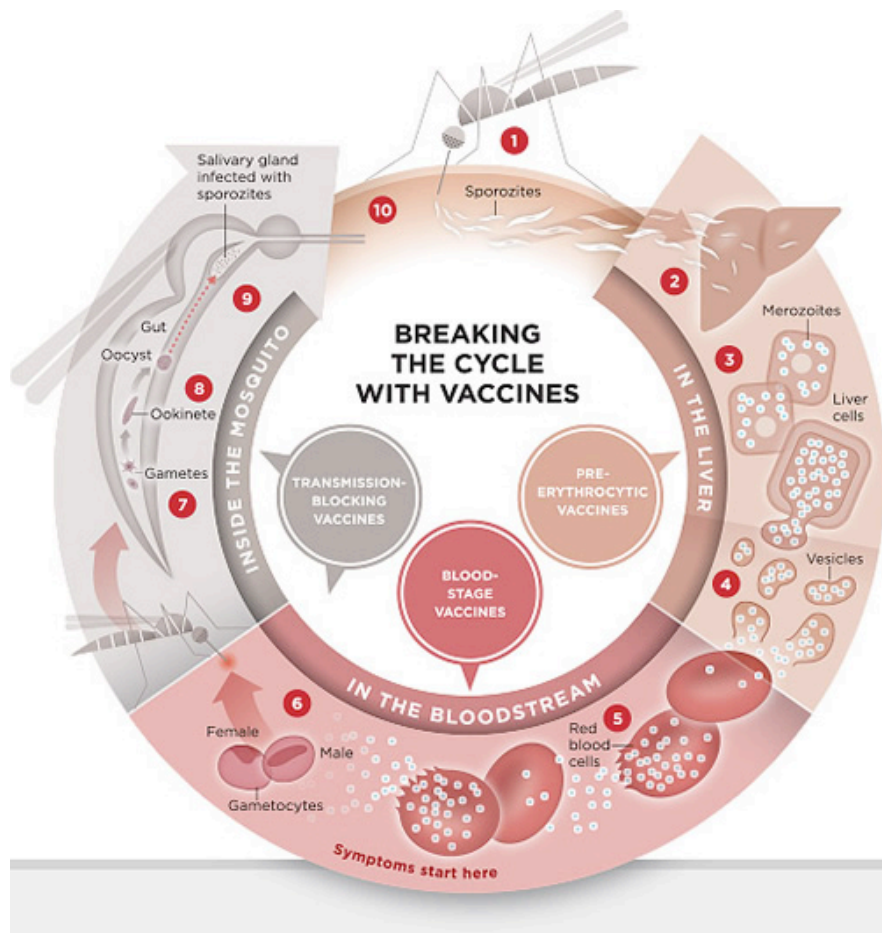 1
Sporozites
10
Salivary gland
infected with
sporozites
9
Gut
Oocyst
8
Ookinete
Gametes
7
INSIDE THE MOSQUITO
BREAKING
THE CYCLE
WITH VACCINES
TRANSMISSION-
BLOCKING
VACCINES
PRE-
ERYTHROCYTIC
VACCINES
BLOOD-
STAGE
VACCINES
2
IN THE LIVER
3
Merozoites
Liver
cells
4
Vesicles
IN THE BLOODSTREAM
5
Red
blood
cells
6
Female
Male
Gametocytes
Symptoms start here